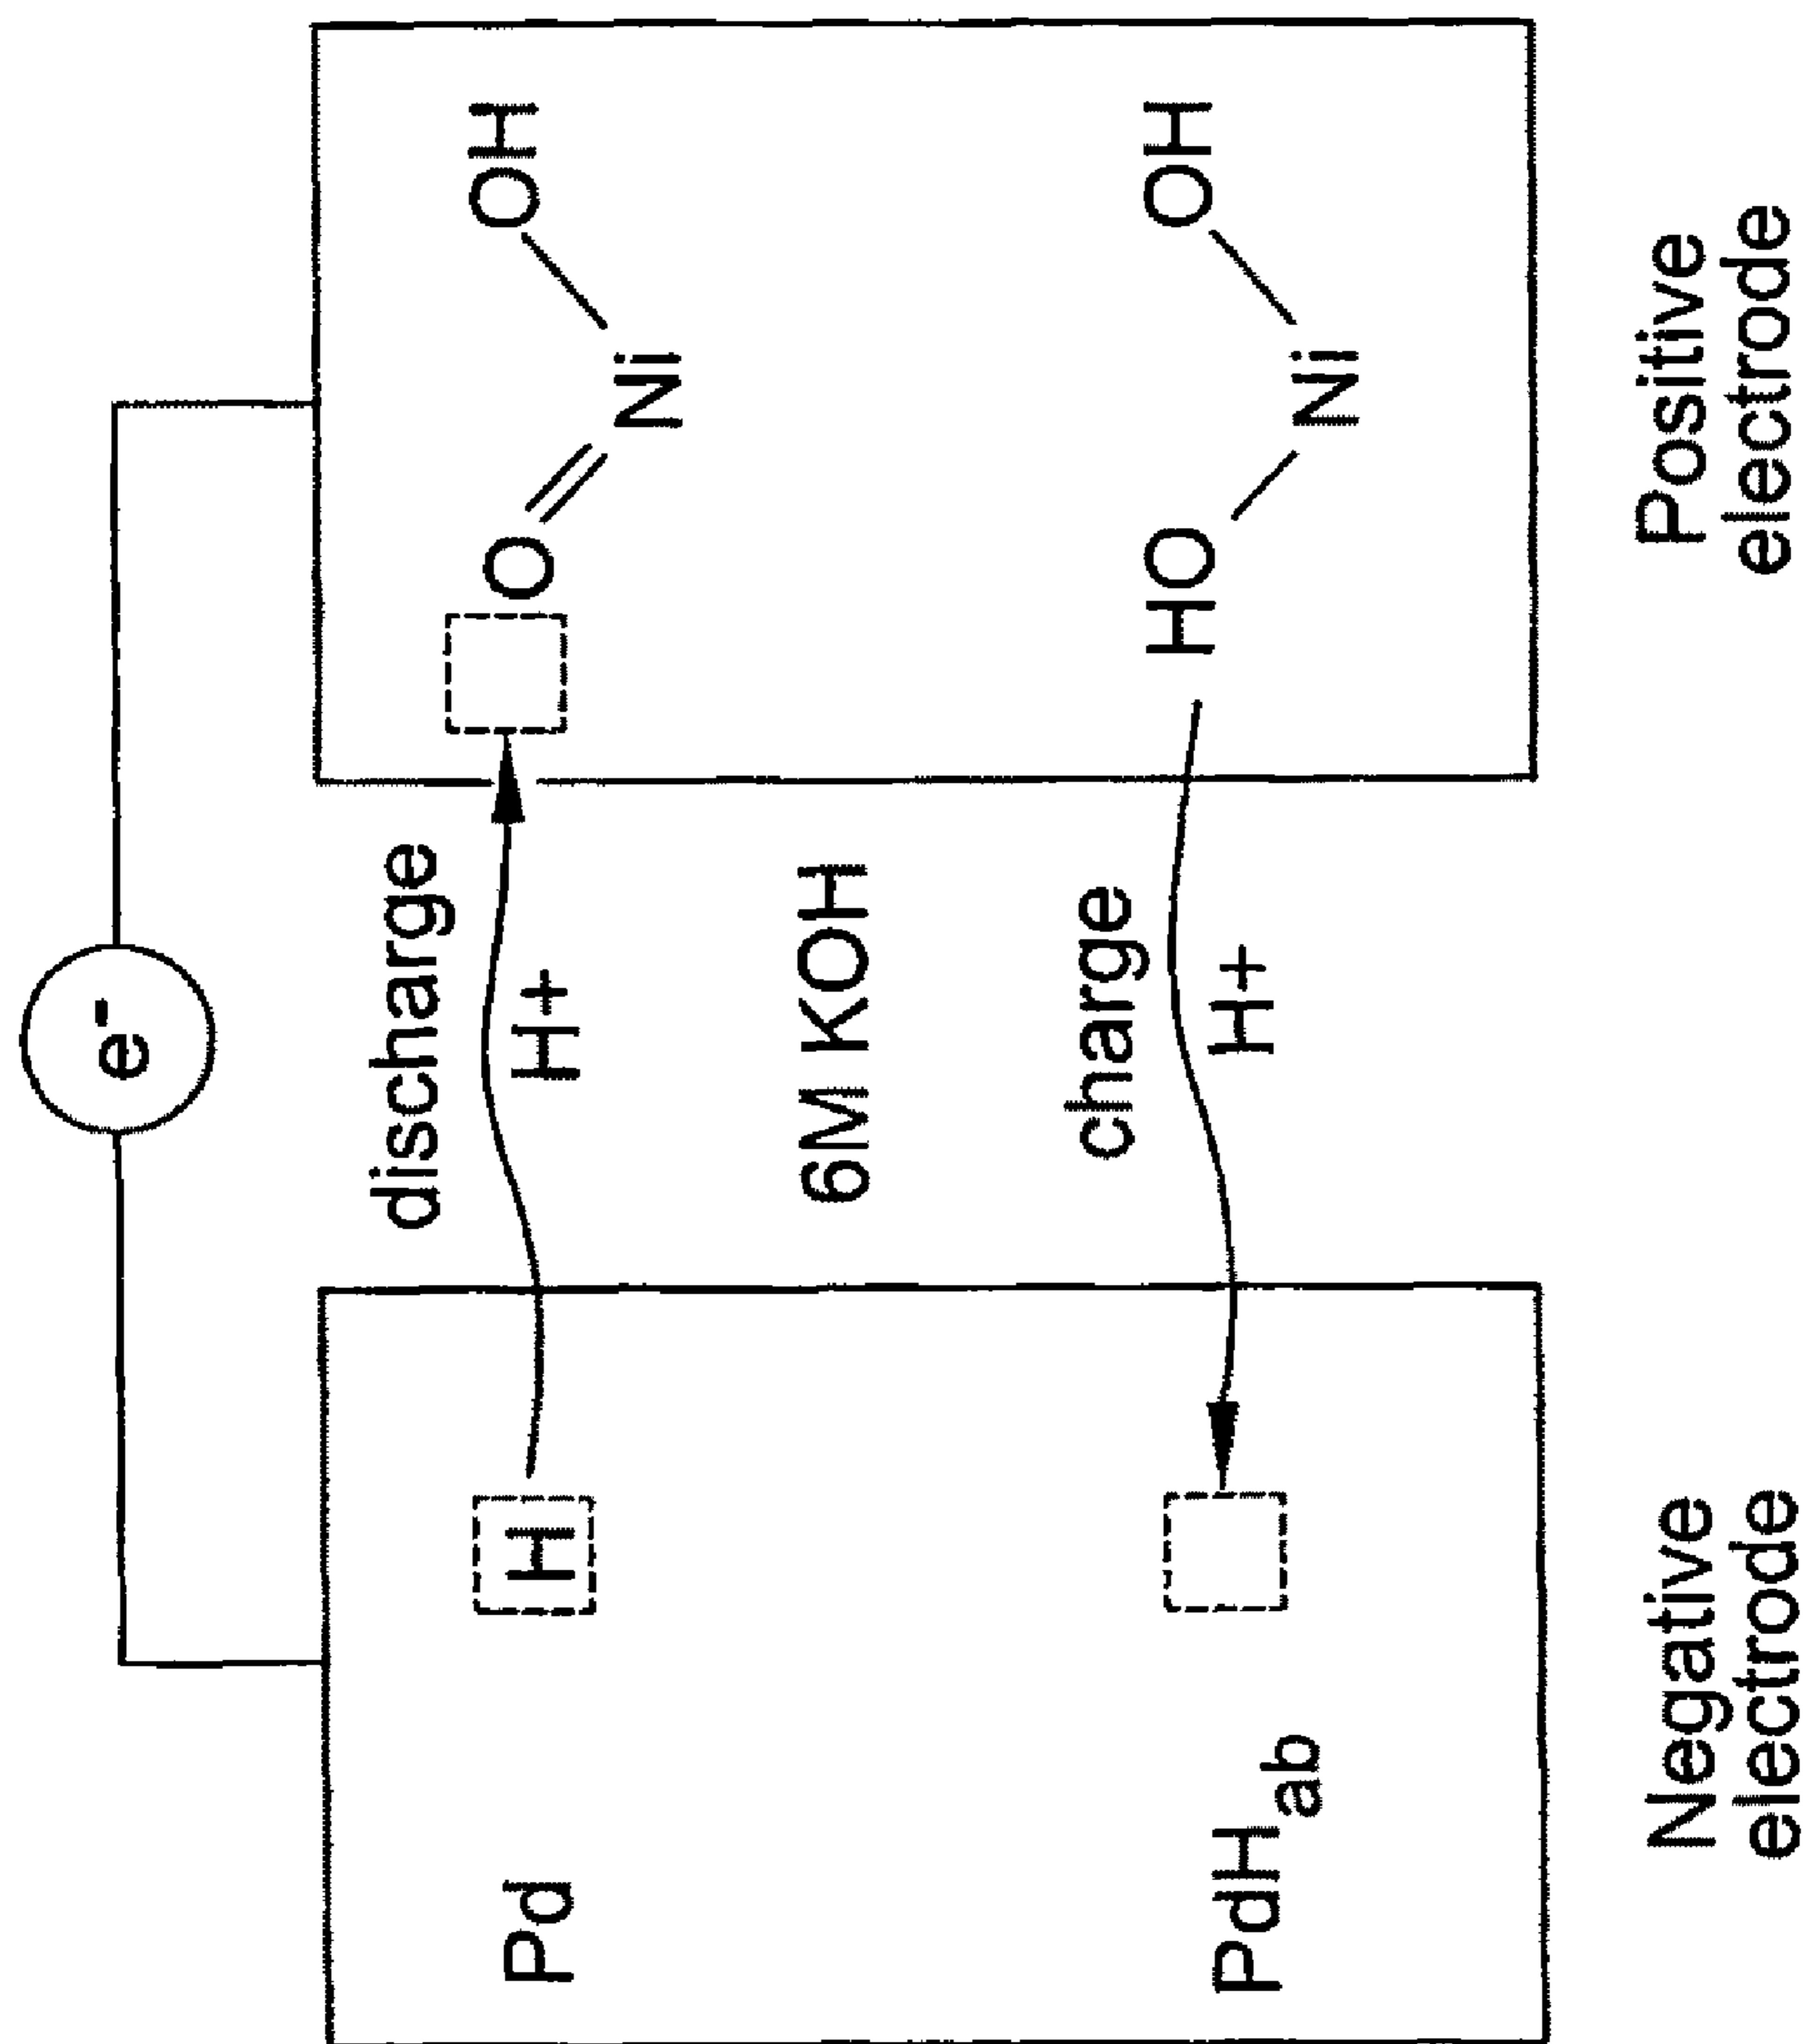 e-
discharge
Pd
H
H+
O
Ni
OH
6M KOH
charge
PdHab
H+
HO
Ni
OH
Negative
electrode
Positive
electrode